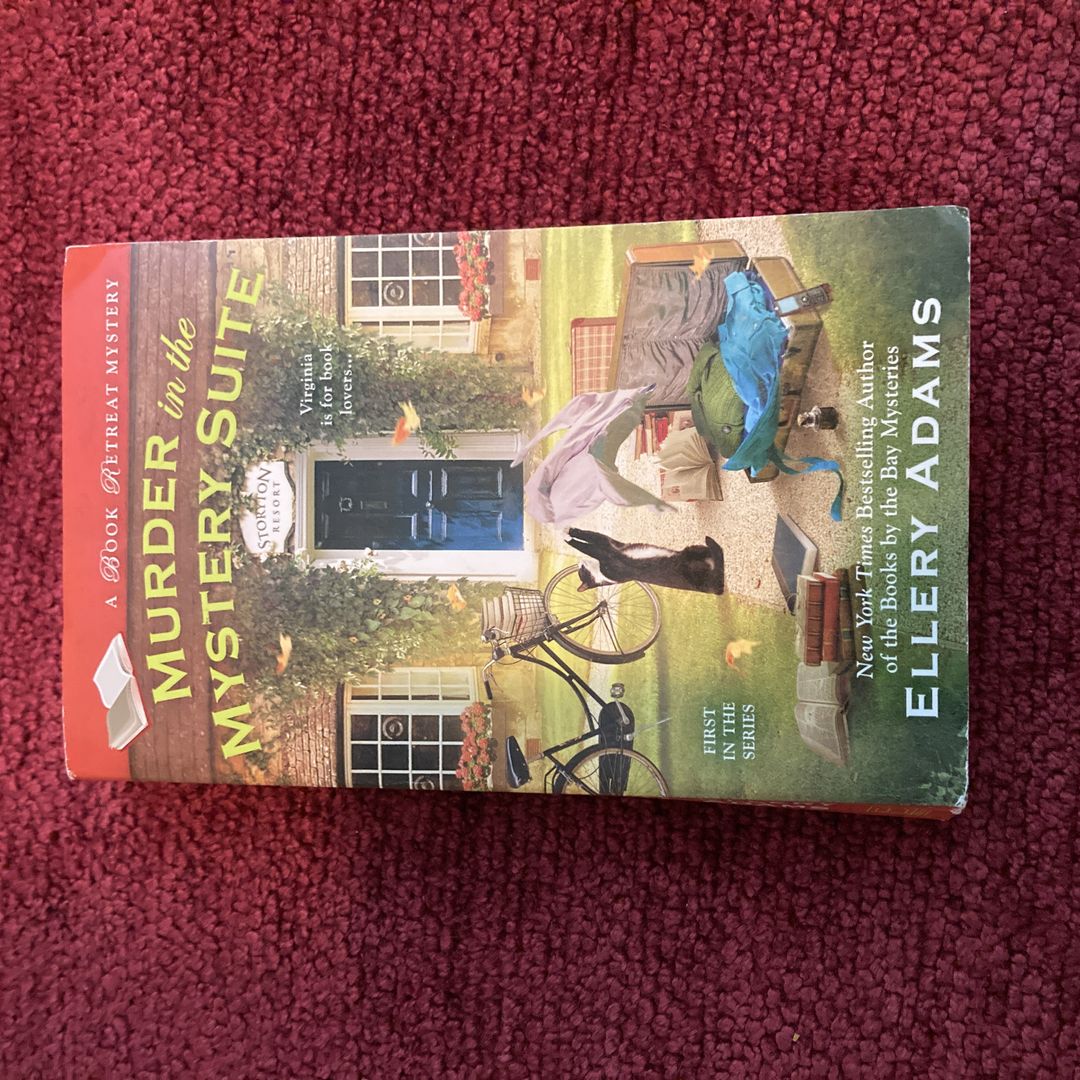 A BOOK RETREAT MYSTERY
MURDER in the
MYSTERY SUITE
Virginia
is for book
lovers...
STORYTON
RESORT
FIRST
IN THE
SERIES
New York Times Bestselling Author
of the Books by the Bay Mysteries
ELLERY ADAMS